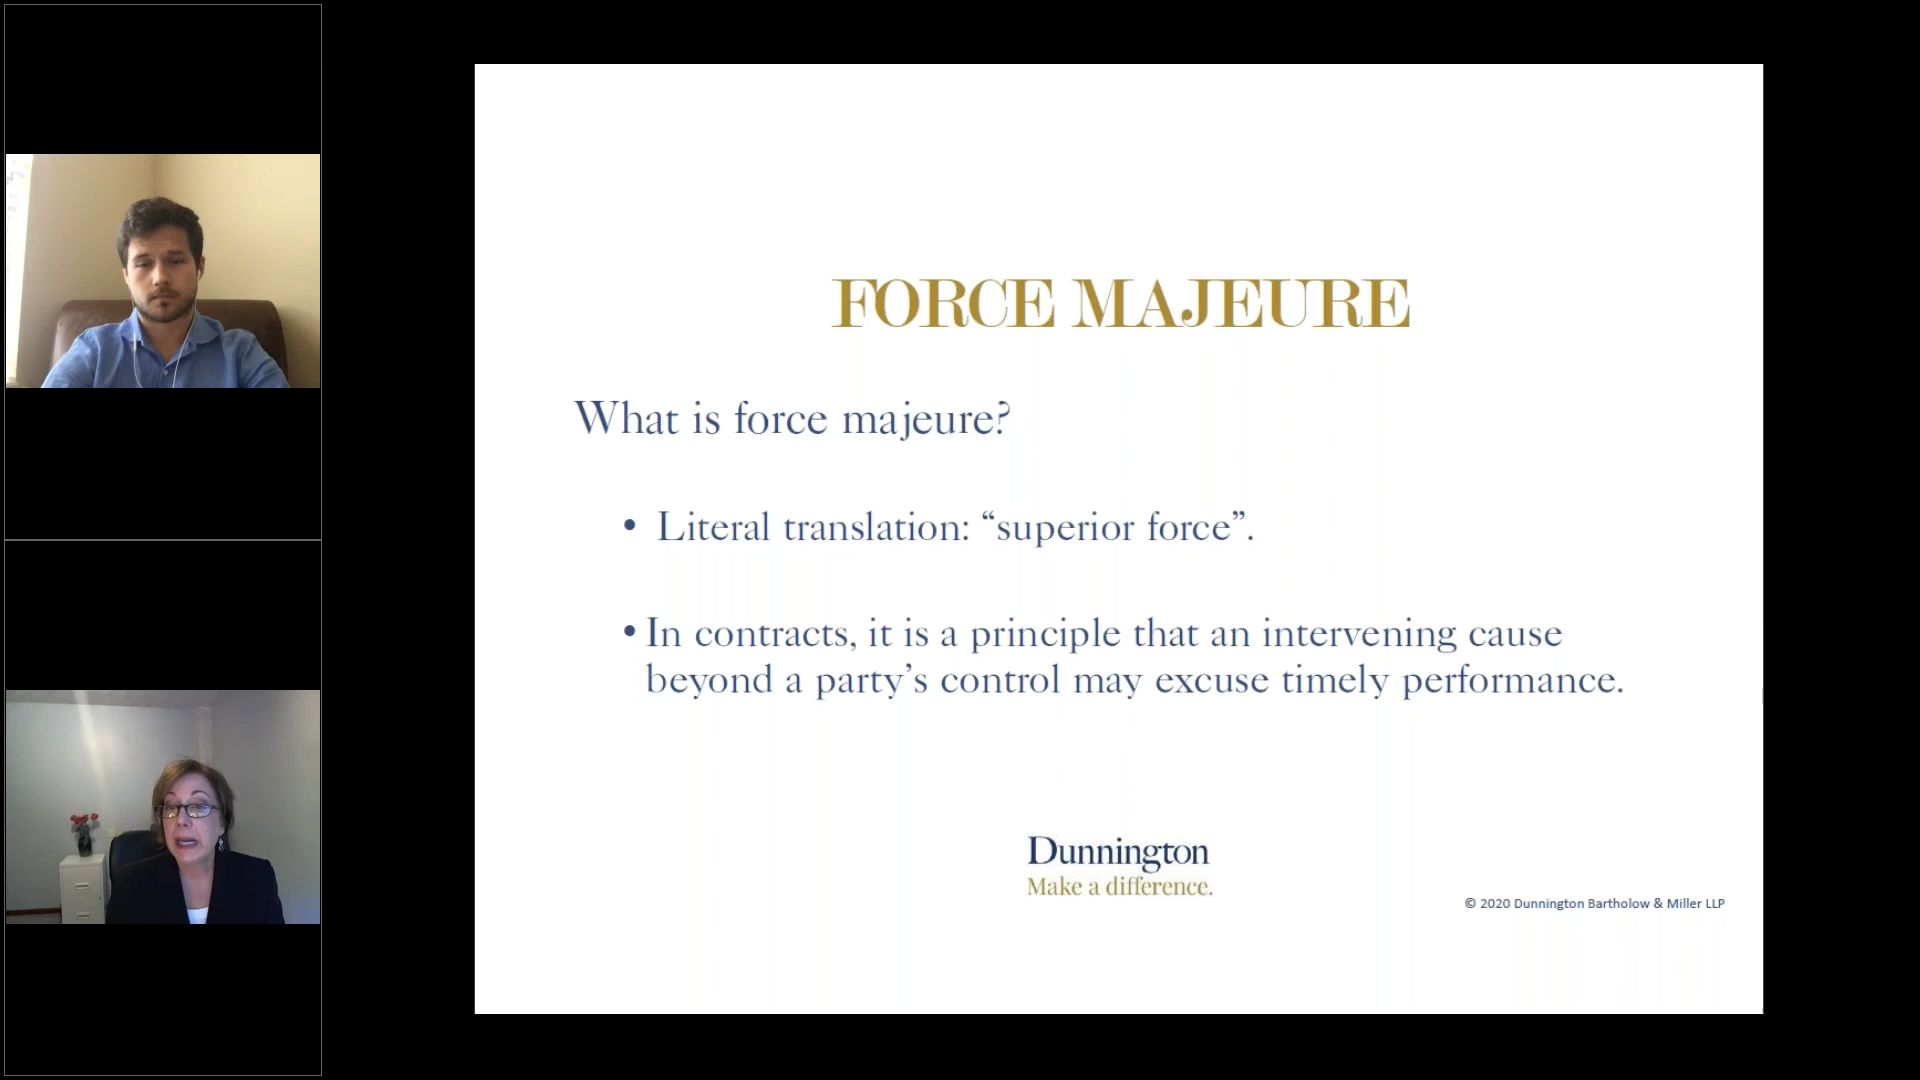 FORCE MAJEURE
What is force majeure?
• Literal translation: “superior force”.
• In contracts, it is a principle that an intervening cause
beyond a party’s control may excuse timely performance.
Dunnington
Make a difference.
© 2020 Dunnington Bartholow & Miller LLP